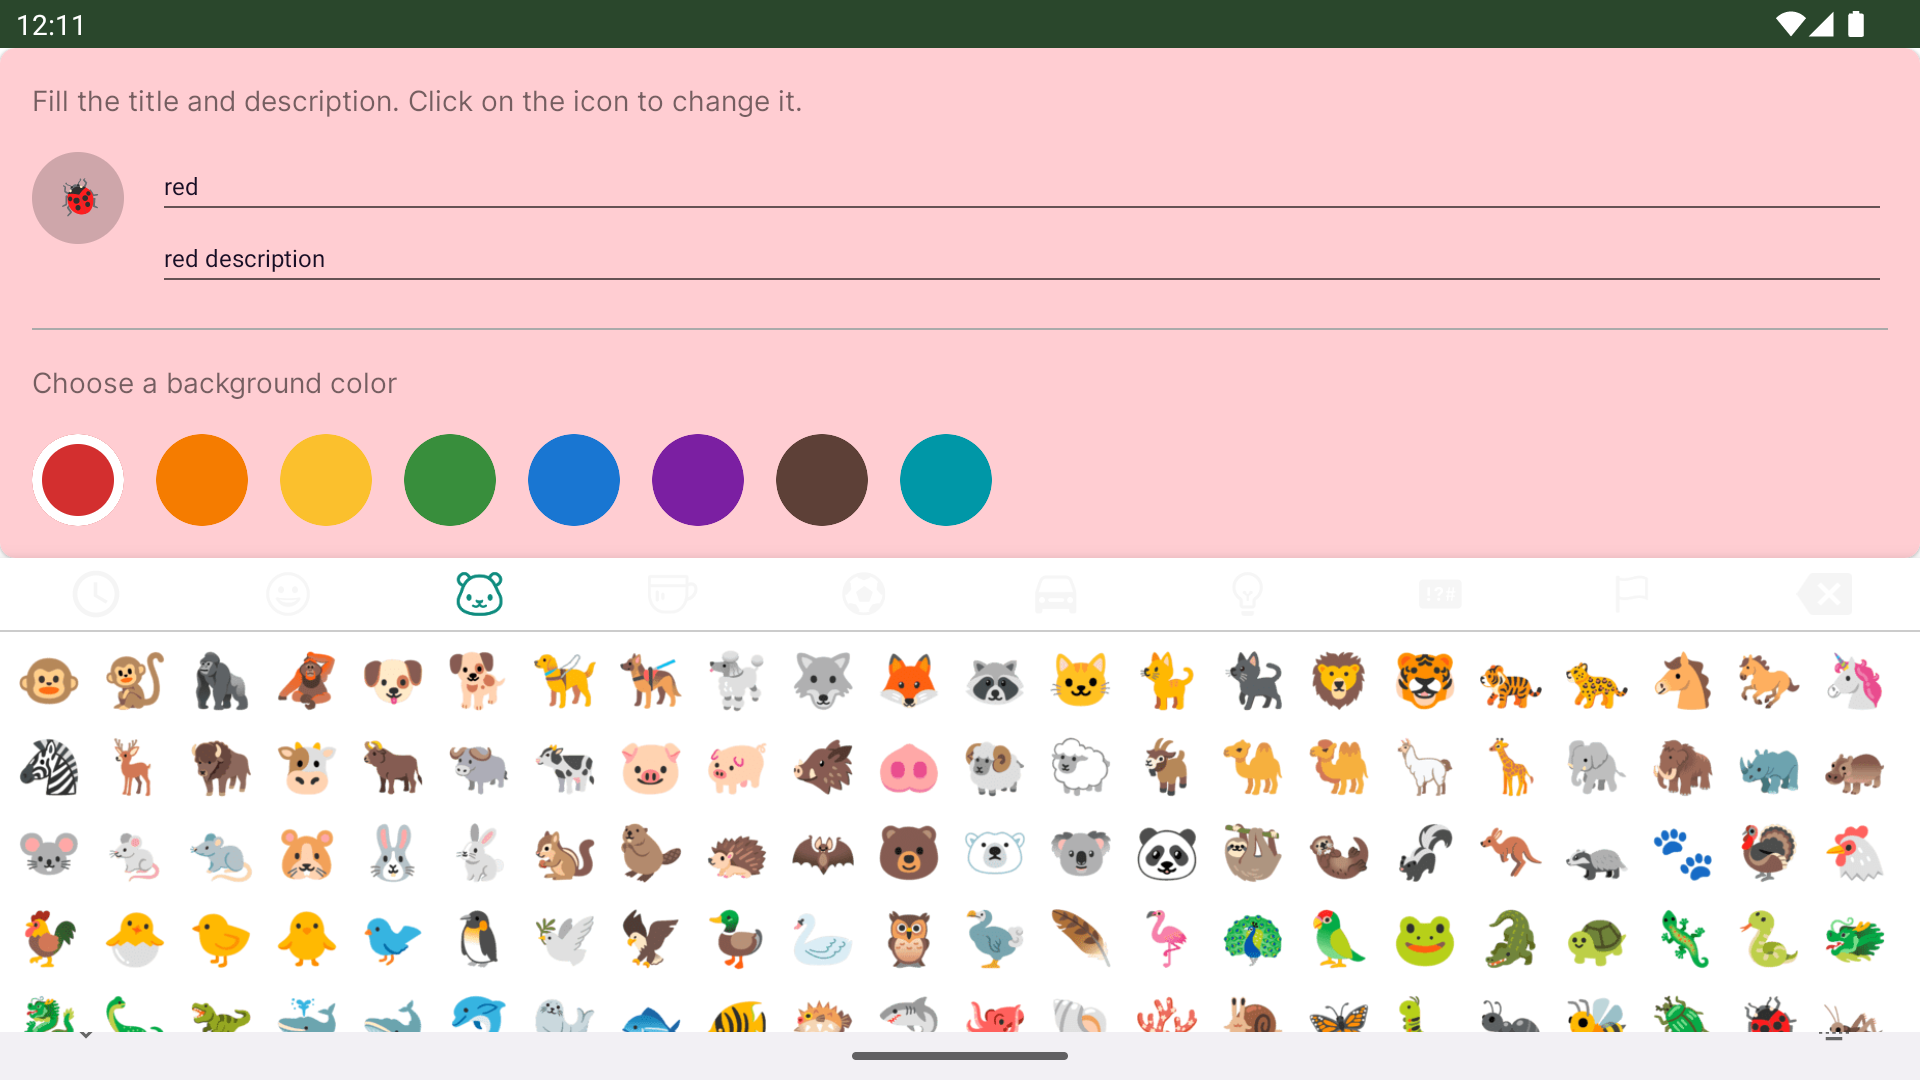 12:11
Fill the title and description. Click on the icon to change it.
red
red description
Choose a background color
!?#